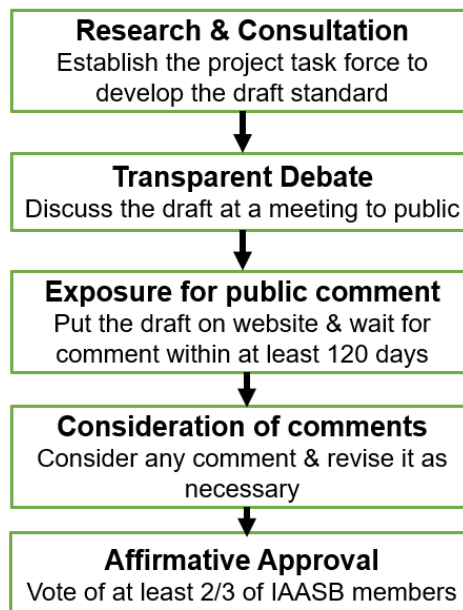 Research & Consultation
Establish the project task force to
develop the draft standard
Transparent Debate
Discuss the draft at a meeting to public
Exposure for public comment
Put the draft on website & wait for
comment within at least 120 days
Consideration of comments
Consider any comment & revise it as
necessary
Affirmative Approval
Vote of at least 2/3 of IAASB members